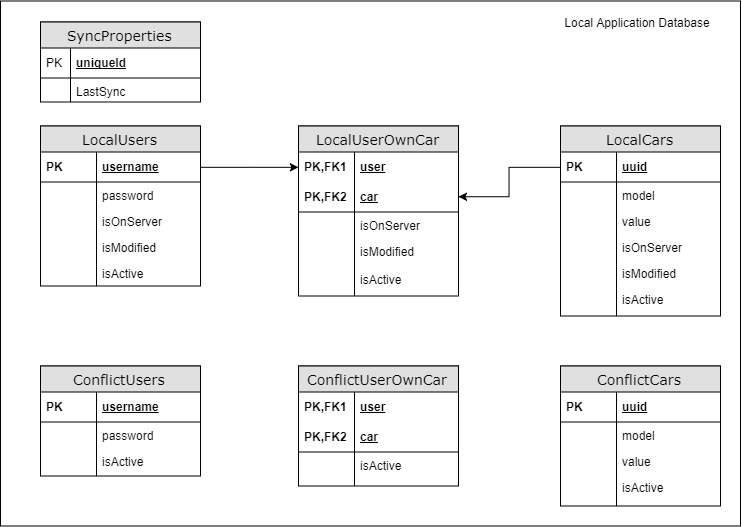 Local Application Database
SyncProperties
PK uniqueId
LastSync
LocalUsers
PK username
password
isOnServer
isModified
isActive
LocalUserOwnCar
PK,FK1 user
PK,FK2 car
isOnServer
isModified
isActive
LocalCars
PK uuid
model
value
isOnServer
isModified
isActive
ConflictUsers
PK username
password
isActive
ConflictUserOwnCar
PK,FK1 user
PK,FK2 car
isActive
ConflictCars
PK uuid
model
value
isActive